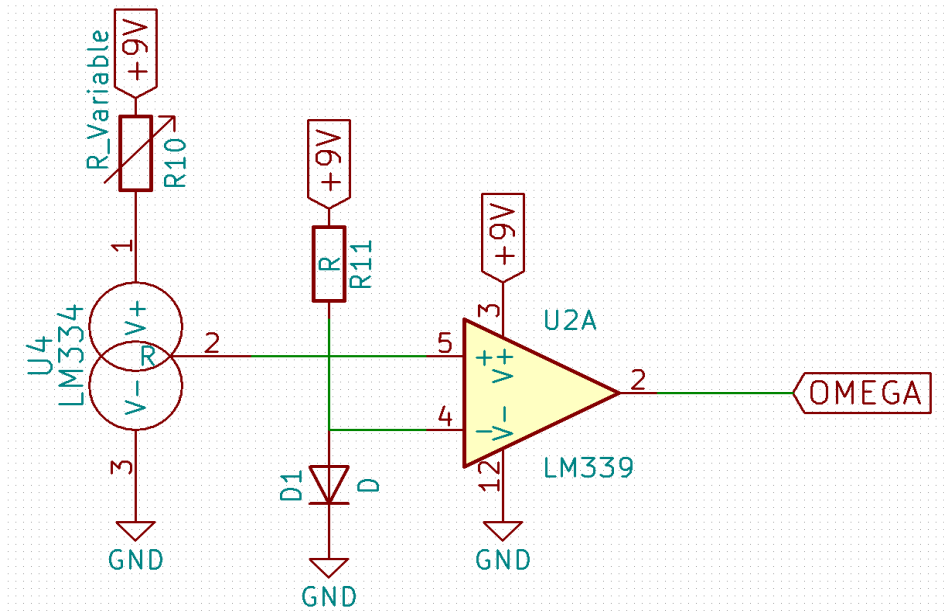 +9V
R_Variable
R10
1
U4
LM334
V+
R
V-
2
3
GND
+9V
R
R11
D1
D
GND
+9V
3
U2A
5
+
V+
4
-
V-
12
2
LM339
GND
OMEGA